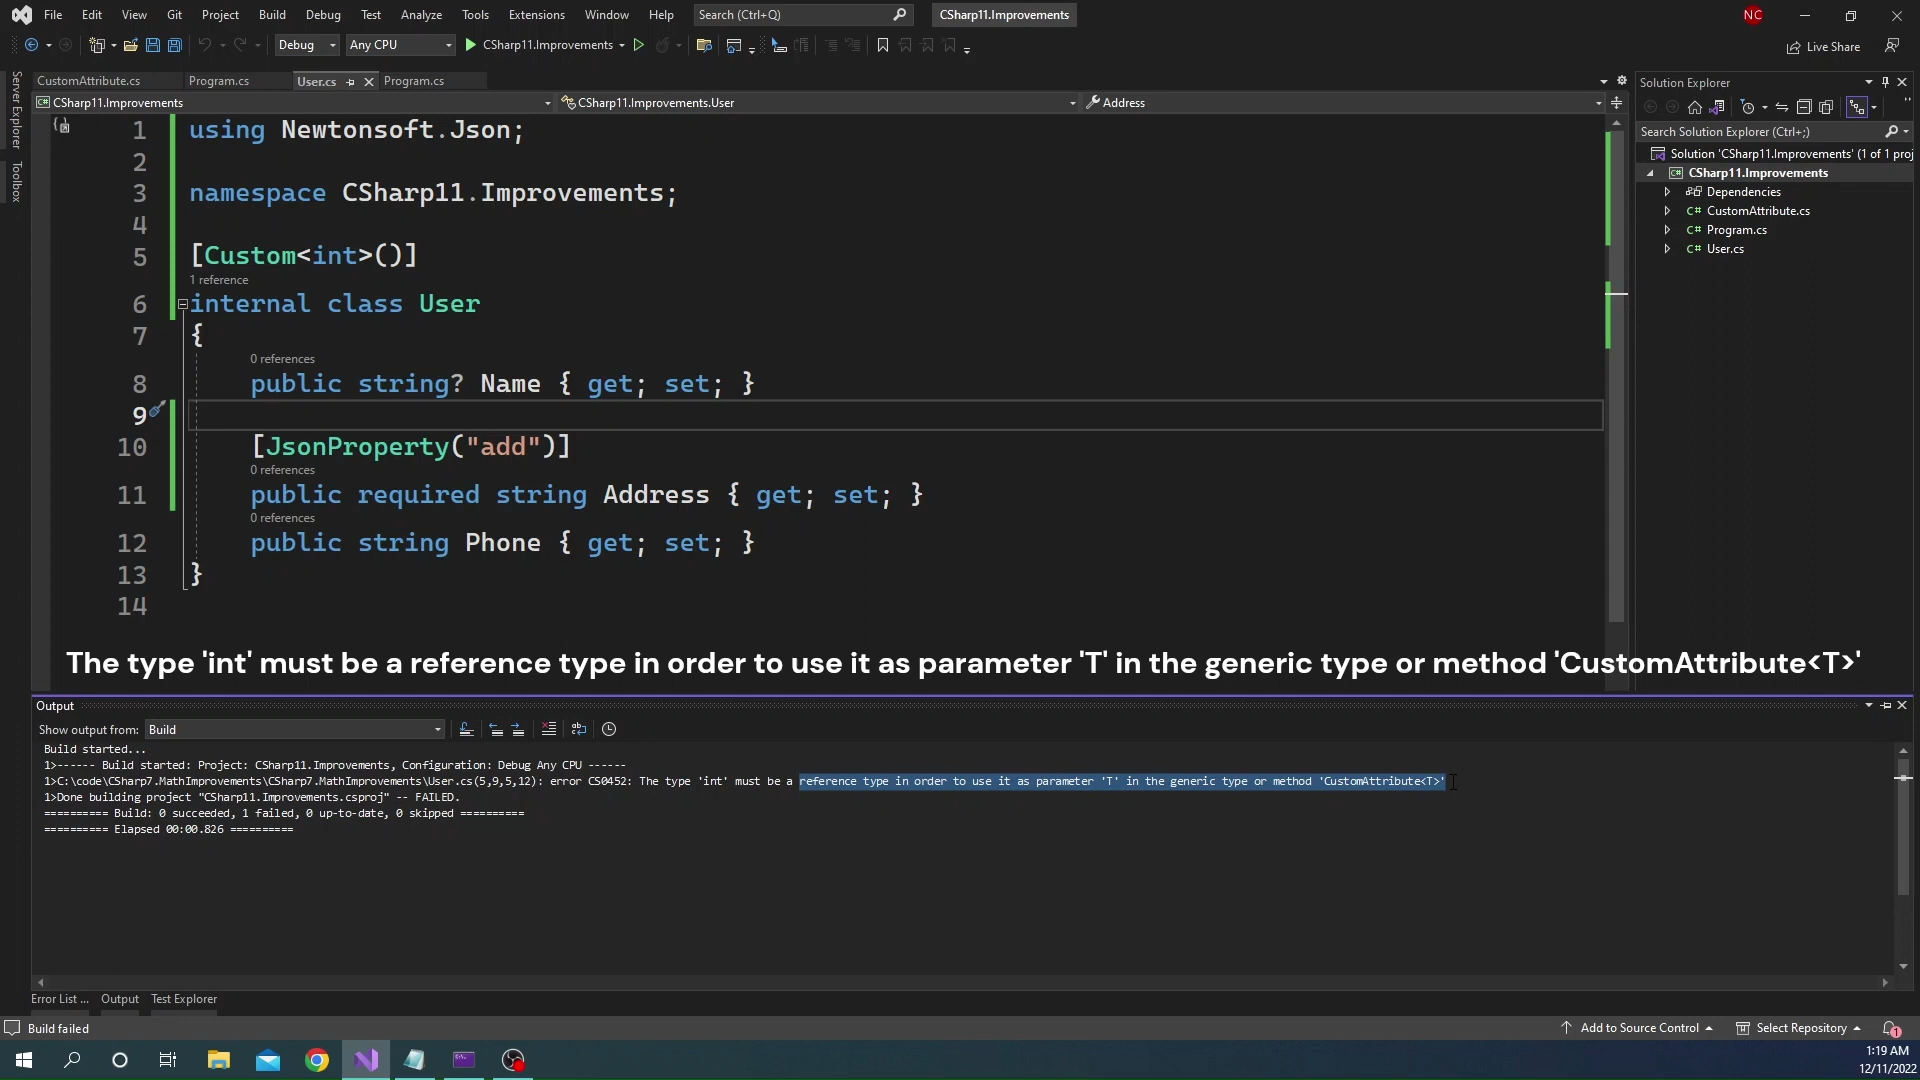 File Edit View Git Project Build Debug Test Analyze Tools Extensions Window Help Search (Ctrl+Q) CSharp11.Improvements NC
Debug Any CPU CSharp11.Improvements Live Share
CustomAttribute.cs Program.cs User.cs Program.cs
CSharp11.Improvements CSharp11.Improvements.User Address
Server Explorer
Toolbox
1 using Newtonsoft.Json;
2
3 namespace CSharp11.Improvements;
4
5 [Custom<int>()]
1 reference
6 internal class User
7 {
0 references
8 public string? Name { get; set; }
9
10 [JsonProperty("add")]
0 references
11 public required string Address { get; set; }
0 references
12 public string Phone { get; set; }
13 }
14
Solution Explorer
Search Solution Explorer (Ctrl+;)
Solution 'CSharp11.Improvements' (1 of 1 proj
CSharp11.Improvements
Dependencies
C# CustomAttribute.cs
C# Program.cs
C# User.cs
The type 'int' must be a reference type in order to use it as parameter 'T' in the generic type or method 'CustomAttribute<T>'
Output
Show output from: Build
Build started...
1>------ Build started: Project: CSharp11.Improvements, Configuration: Debug Any CPU ------
1>C:\code\CSharp7.MathImprovements\CSharp7.MathImprovements\User.cs(5,9,5,12): error CS0452: The type 'int' must be a reference type in order to use it as parameter 'T' in the generic type or method 'CustomAttribute<T>'
1>Done building project "CSharp11.Improvements.csproj" -- FAILED.
========== Build: 0 succeeded, 1 failed, 0 up-to-date, 0 skipped ==========
========== Elapsed 00:00.826 ==========
Error List ... Output Test Explorer
Build failed Add to Source Control Select Repository 1
1:19 AM
12/11/2022